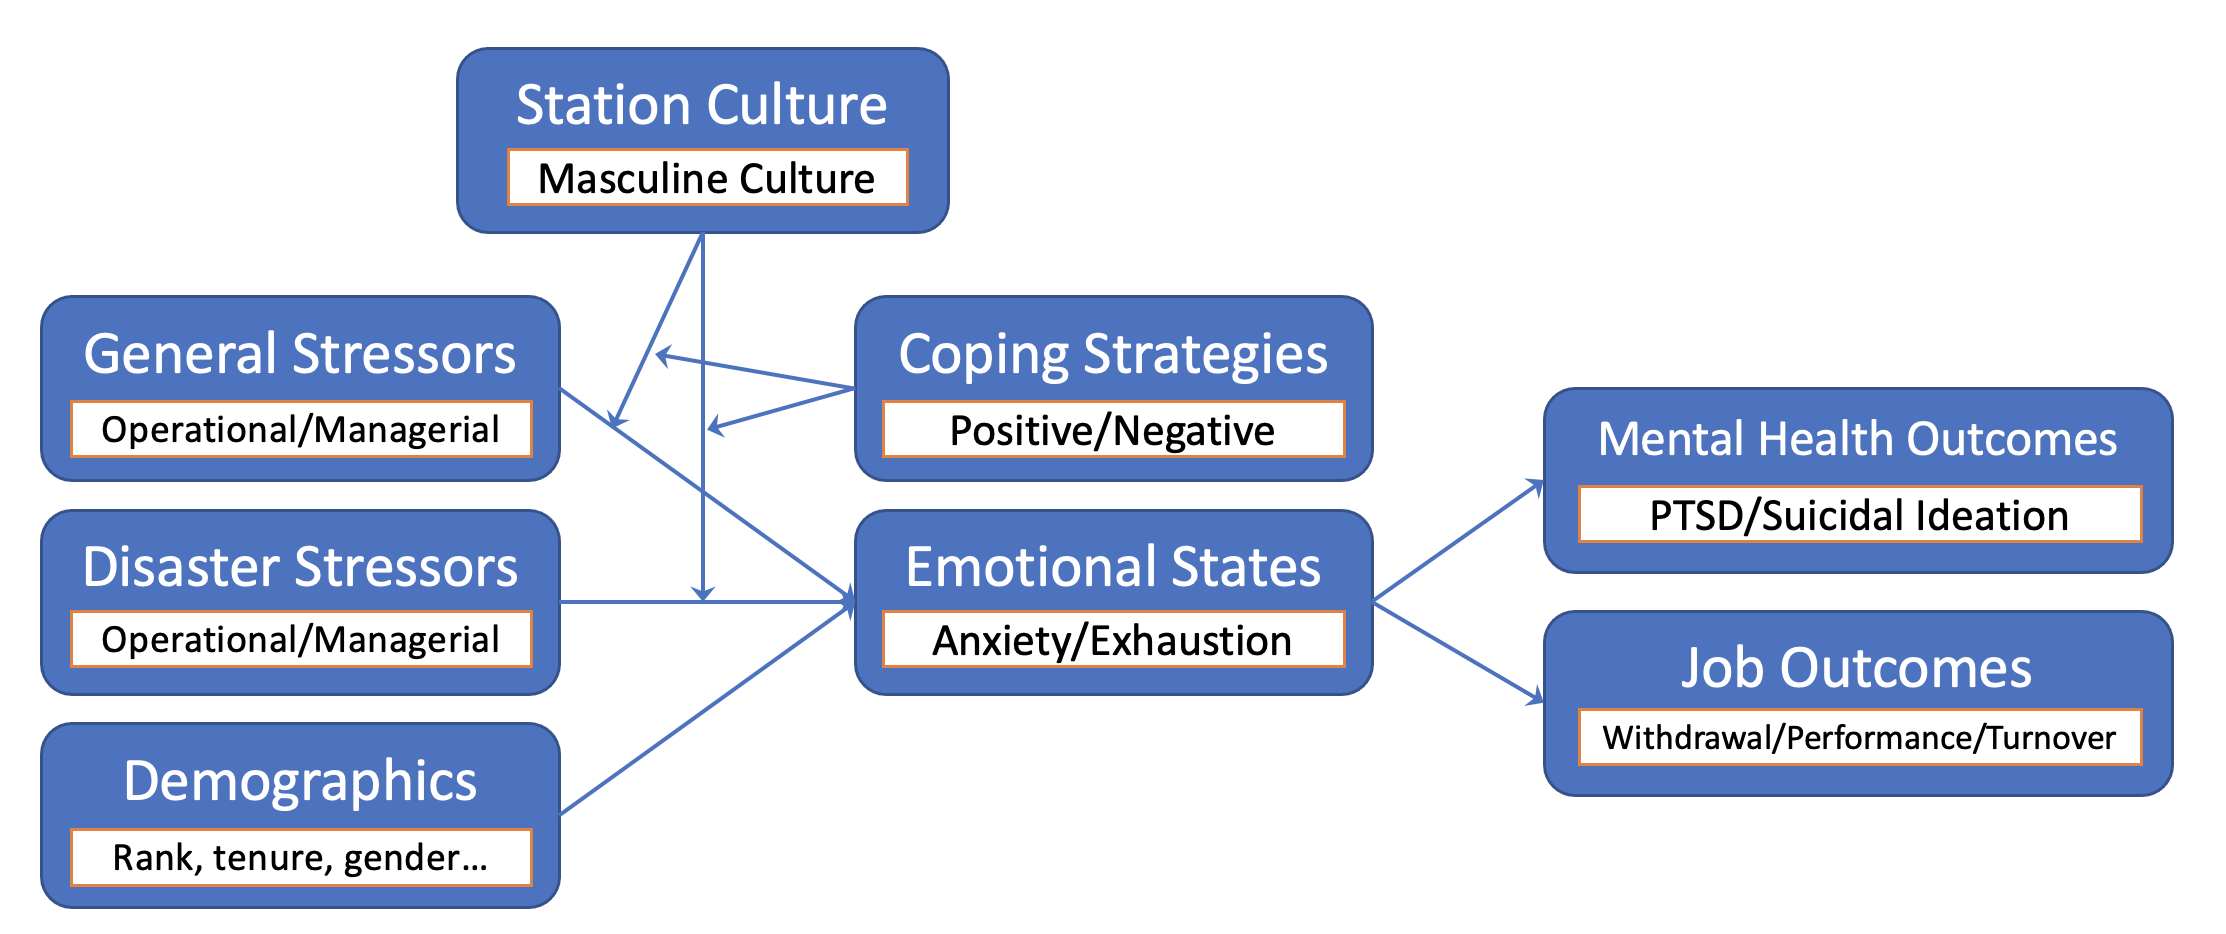 Station Culture
Masculine Culture
General Stressors
Operational/Managerial
Coping Strategies
Positive/Negative
Mental Health Outcomes
PTSD/Suicidal Ideation
Disaster Stressors
Operational/Managerial
Emotional States
Anxiety/Exhaustion
Job Outcomes
Withdrawal/Performance/Turnover
Demographics
Rank, tenure, gender...